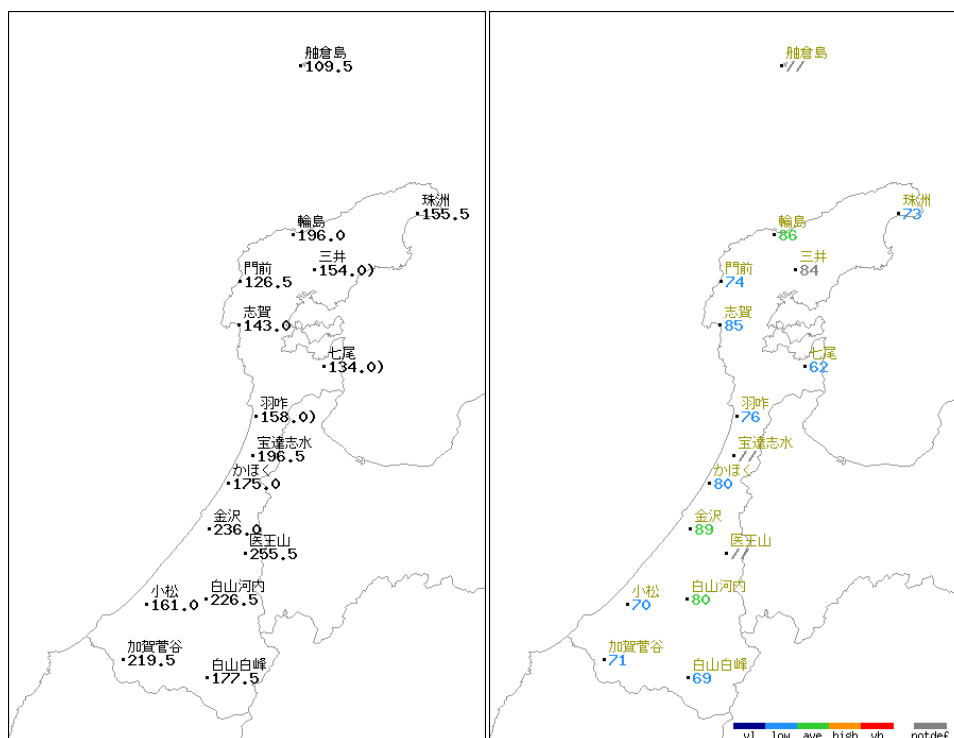 舳倉島
109.5
珠洲
155.5
輪島
196.0
三井
154.0)
門前
126.5
志賀
143.0
七尾
134.0)
羽咋
158.0)
宝達志水
196.5
かほく
175.0
金沢
236.0
医王山
255.5
白山河内
226.5
小松
161.0
加賀菅谷
219.5
白山白峰
177.5
舳倉島
//
珠洲
73
輪島
86
三井
84
門前
74
志賀
85
七尾
62
羽咋
76
宝達志水
//
かほく
80
金沢
89
医王山
//
白山河内
80
小松
70
加賀菅谷
71
白山白峰
69
vl low ave high vh notdef